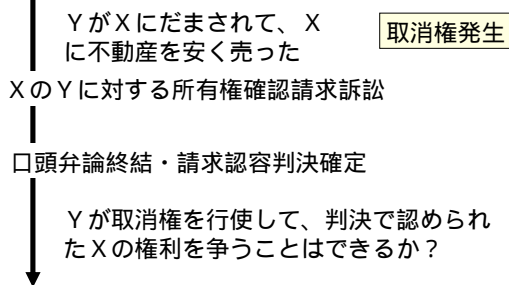 YがXにだまされて、X
に不動産を安く売った
取消権発生
XのYに対する所有権確認請求訴訟
口頭弁論終結・請求認容判決確定
Yが取消権を行使して、判決で認められ
たXの権利を争うことはできるか？